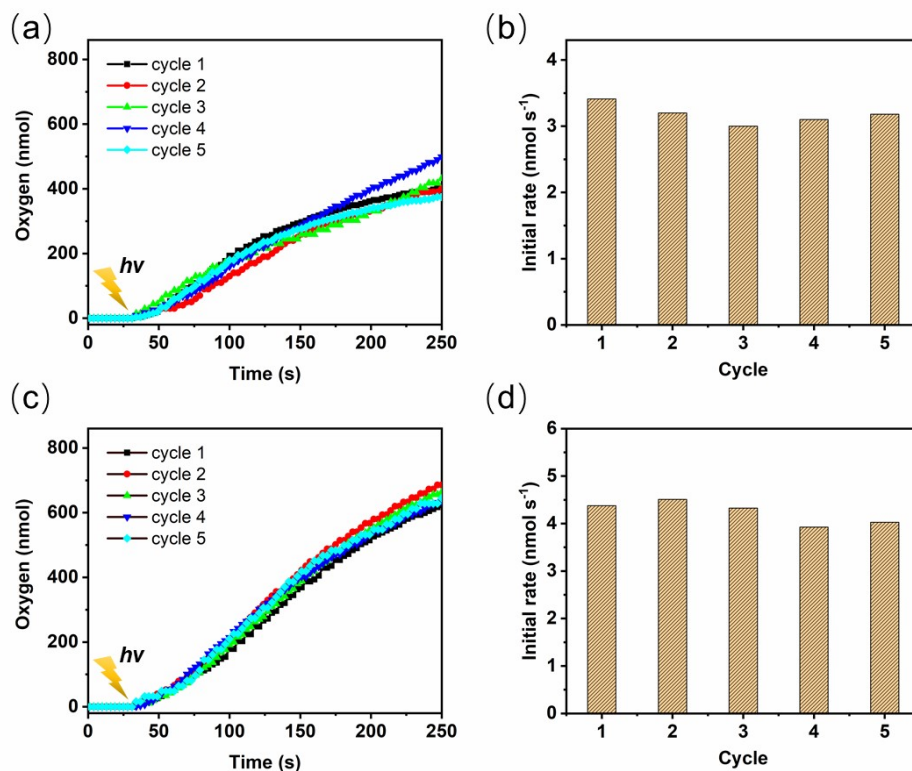 (a)
800
600
400
200
0
Oxygen (nmol)
cycle 1
cycle 2
cycle 3
cycle 4
cycle 5
hv
0 50 100 150 200 250
Time (s)
(b)
4
3
2
1
0
Initial rate (nmol s⁻¹)
1 2 3 4 5
Cycle
(c)
800
600
400
200
0
Oxygen (nmol)
cycle 1
cycle 2
cycle 3
cycle 4
cycle 5
hv
0 50 100 150 200 250
Time (s)
(d)
6
5
4
3
2
1
0
Initial rate (nmol s⁻¹)
1 2 3 4 5
Cycle